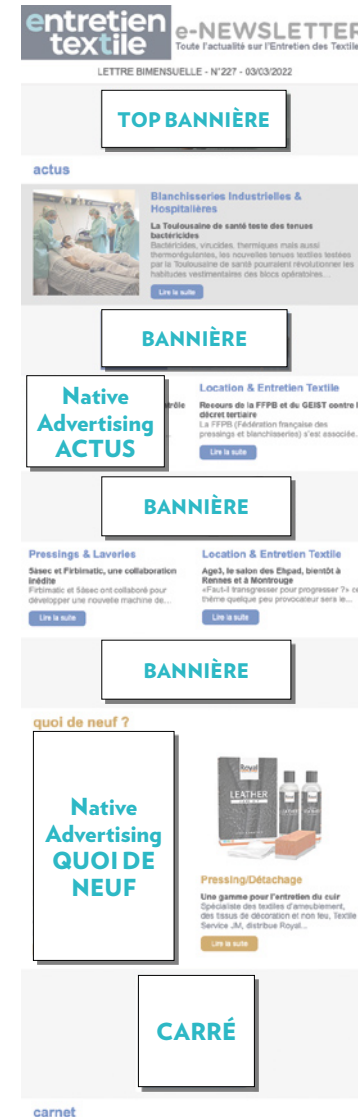 entretien
textile
e-NEWSLETTER
Toute l'actualité sur l'Entretien des Textiles
LETTRE BIMENSUELLE - N°227 - 03/03/2022
TOP BANNIÈRE
actus
Blanchisseries Industrielles &
Hospitalières
La Toulousaine de santé teste des tenues
bactéricides
Bactéricides, virucides, thermiques mais aussi
thermorégulantes, les nouvelles tenues textiles testées
par la Toulousaine de santé pourraient révolutionner les
habitudes vestimentaires des blocs opératoires...
Lire la suite
BANNIÈRE
Native
Advertising
ACTUS
Location & Entretien Textile
Recours de la FFPB et du GEIST contre l
décret tertiaire
La FFPB (Fédération française des
pressings et blanchisseries) s'est associée...
Lire la suite
BANNIÈRE
Pressings & Laveries
5àsec et Firbimatic, une collaboration
inédite
Firbimatic et 5àsec ont collaboré pour
développer une nouvelle machine de...
Lire la suite
Location & Entretien Textile
Age3, le salon des Ehpad, bientôt à
Rennes et à Montrouge
«Faut-il transgresser pour progresser ?» ce
thème quelque peu provocateur sera le...
Lire la suite
BANNIÈRE
quoi de neuf ?
Native
Advertising
QUOI DE
NEUF
Royal
LEATHER
Pressing/Détachage
Une gamme pour l'entretien du cuir
Spécialiste des textiles d'ameublement,
des tissus de décoration et non feu, Textile
Service JM, distribue Royal...
Lire la suite
CARRÉ
carnet